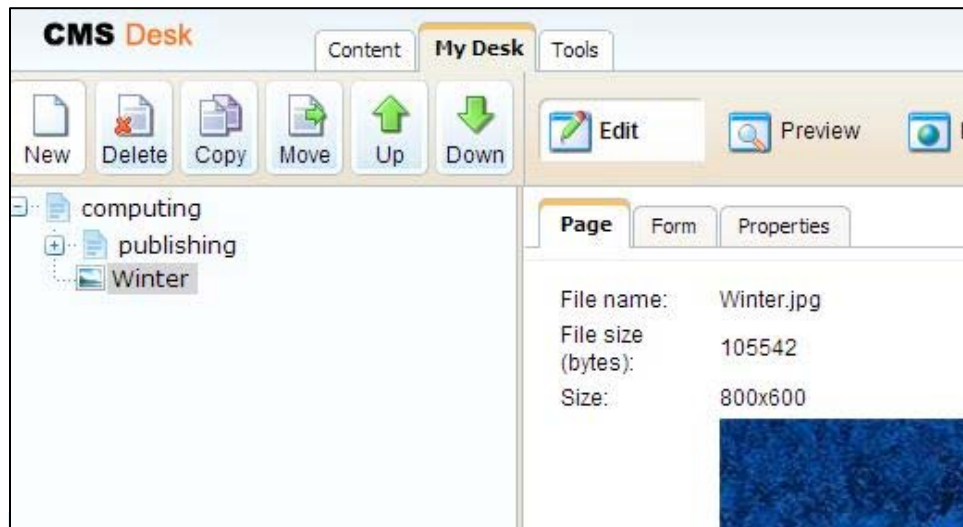 CMS Desk
Content My Desk Tools
New Delete Copy Move Up Down
Edit Preview
computing
publishing
Winter
Page Form Properties
File name: Winter.jpg
File size
(bytes): 105542
Size: 800x600